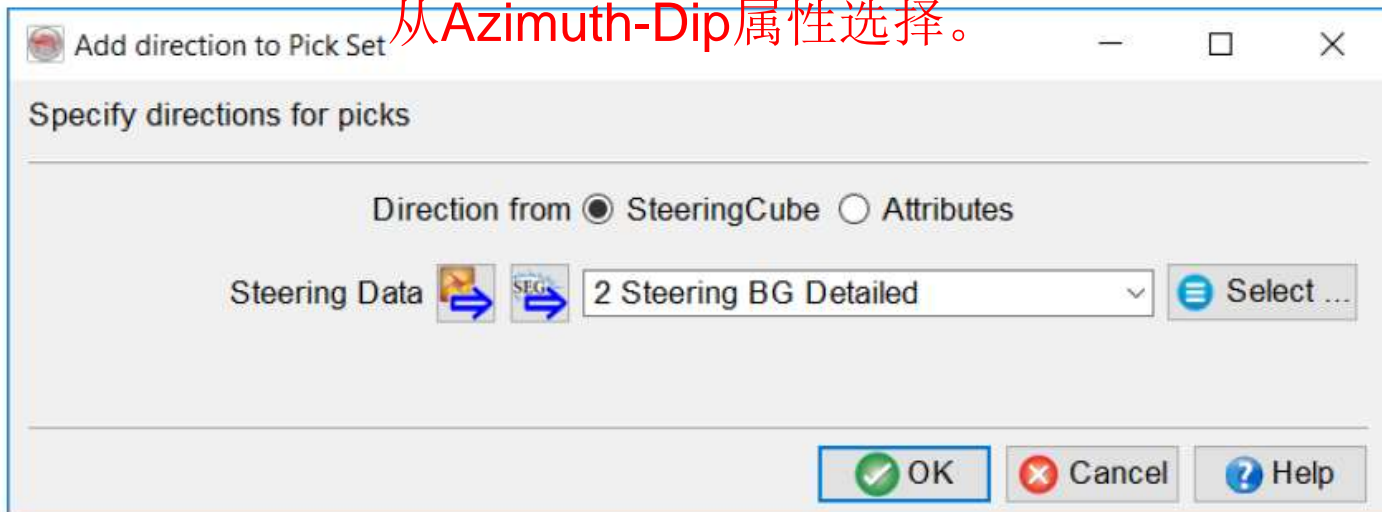 从Azimuth-Dip属性选择。
Add direction to Pick Set
Specify directions for picks
Direction from SteeringCube Attributes
Steering Data SEG 2 Steering BG Detailed Select ...
OK Cancel ? Help